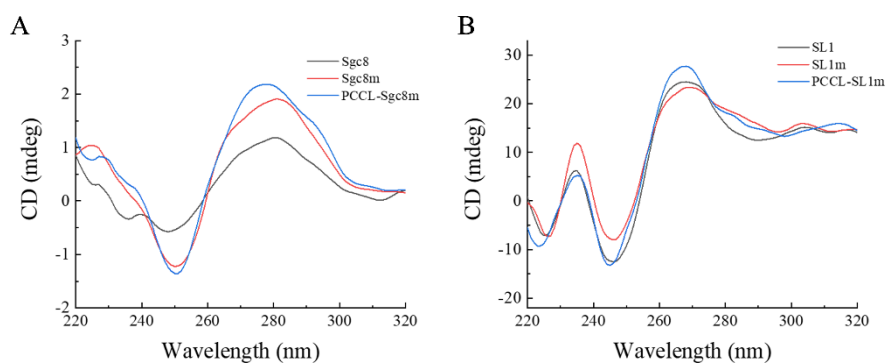 A
B
CD (mdeg)
3
2
1
0
-1
-2
220
240
260
280
300
320
Wavelength (nm)
Sgc8
Sgc8m
PCCL-Sgc8m
CD (mdeg)
30
20
10
0
-10
-20
220
240
260
280
300
320
Wavelength (nm)
SL1
SL1m
PCCL-SL1m